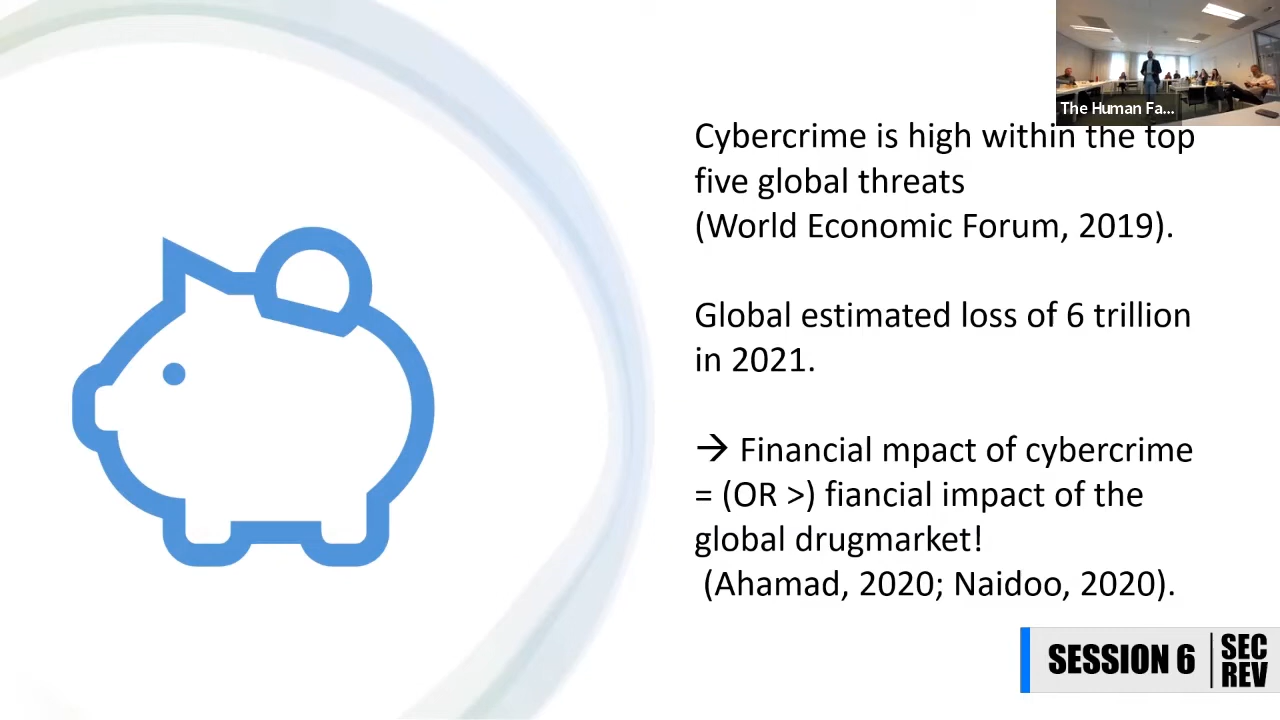 The Human Fa...
Cybercrime is high within the top
five global threats
(World Economic Forum, 2019).
Global estimated loss of 6 trillion
in 2021.
→ Financial mpact of cybercrime
= (OR >) fiancial impact of the
global drugmarket!
(Ahamad, 2020; Naidoo, 2020).
SESSION 6
SEC
REV